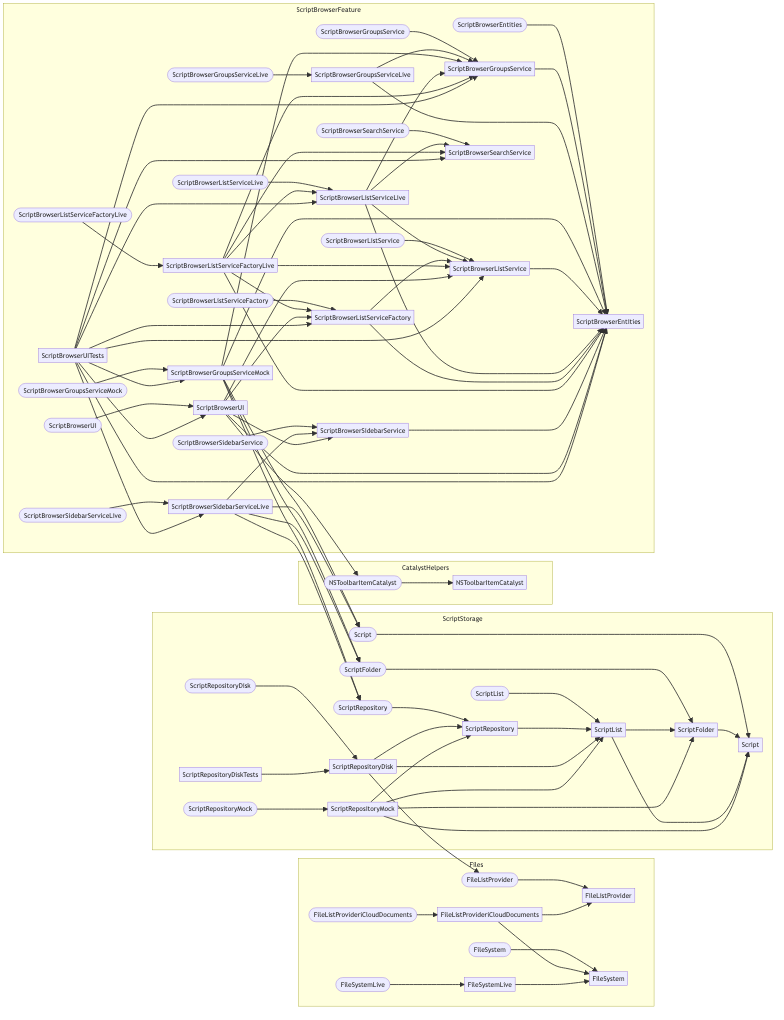 ScriptBrowserFeature
ScriptBrowserEntities
ScriptBrowserGroupsService
ScriptBrowserGroupsService
ScriptBrowserGroupsServiceLive
ScriptBrowserGroupsServiceLive
ScriptBrowserSearchService
ScriptBrowserSearchService
ScriptBrowserListServiceLive
ScriptBrowserListServiceLive
ScriptBrowserListServiceFactoryLive
ScriptBrowserListService
ScriptBrowserListServiceFactoryLive
ScriptBrowserListService
ScriptBrowserListServiceFactory
ScriptBrowserListServiceFactory
ScriptBrowserEntities
ScriptBrowserUITests
ScriptBrowserGroupsServiceMock
ScriptBrowserGroupsServiceMock
ScriptBrowserUI
ScriptBrowserUI
ScriptBrowserSidebarService
ScriptBrowserSidebarService
ScriptBrowserSidebarServiceLive
ScriptBrowserSidebarServiceLive
CatalystHelpers
NSToolbarItemCatalyst
NSToolbarItemCatalyst
ScriptStorage
Script
ScriptFolder
ScriptRepositoryDisk
ScriptList
ScriptRepository
ScriptRepository
ScriptList
ScriptFolder
Script
ScriptRepositoryDisk
ScriptRepositoryDiskTests
ScriptRepositoryMock
ScriptRepositoryMock
Files
FileListProvider
FileListProvider
FileListProvideriCloudDocuments
FileListProvideriCloudDocuments
FileSystem
FileSystem
FileSystemLive
FileSystemLive